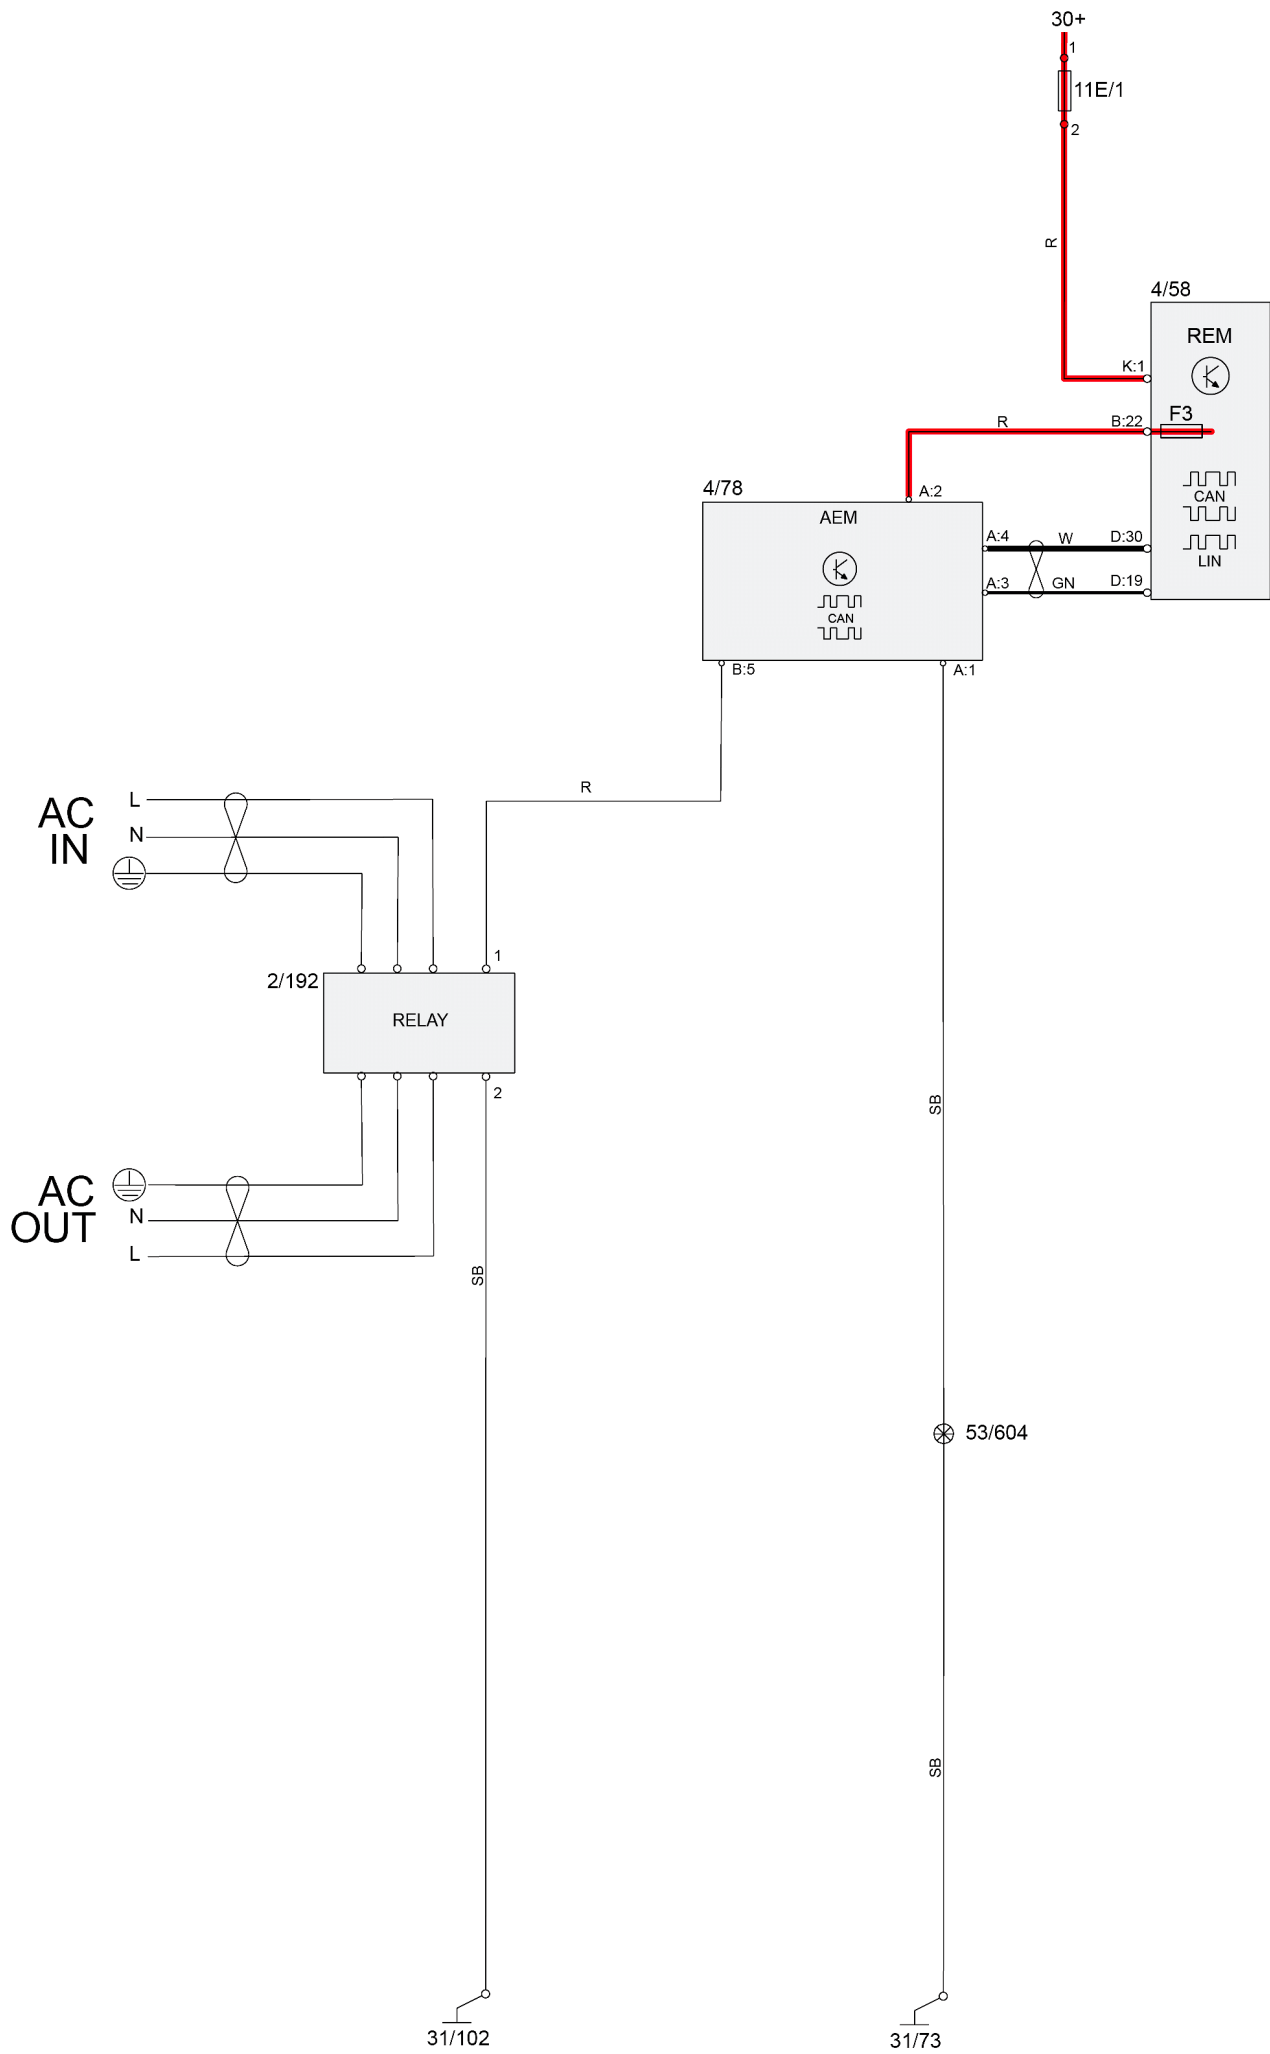 30+
1
11E/1
2
R
4/58
REM
K:1
F3
R
B:22
4/78
A:2
CAN
AEM
A:4
W
D:30
LIN
A:3
GN
D:19
CAN
B:5
A:1
R
L
AC
IN
N
1
2/192
RELAY
2
SB
AC
OUT
N
L
SB
53/604
SB
31/102
31/73